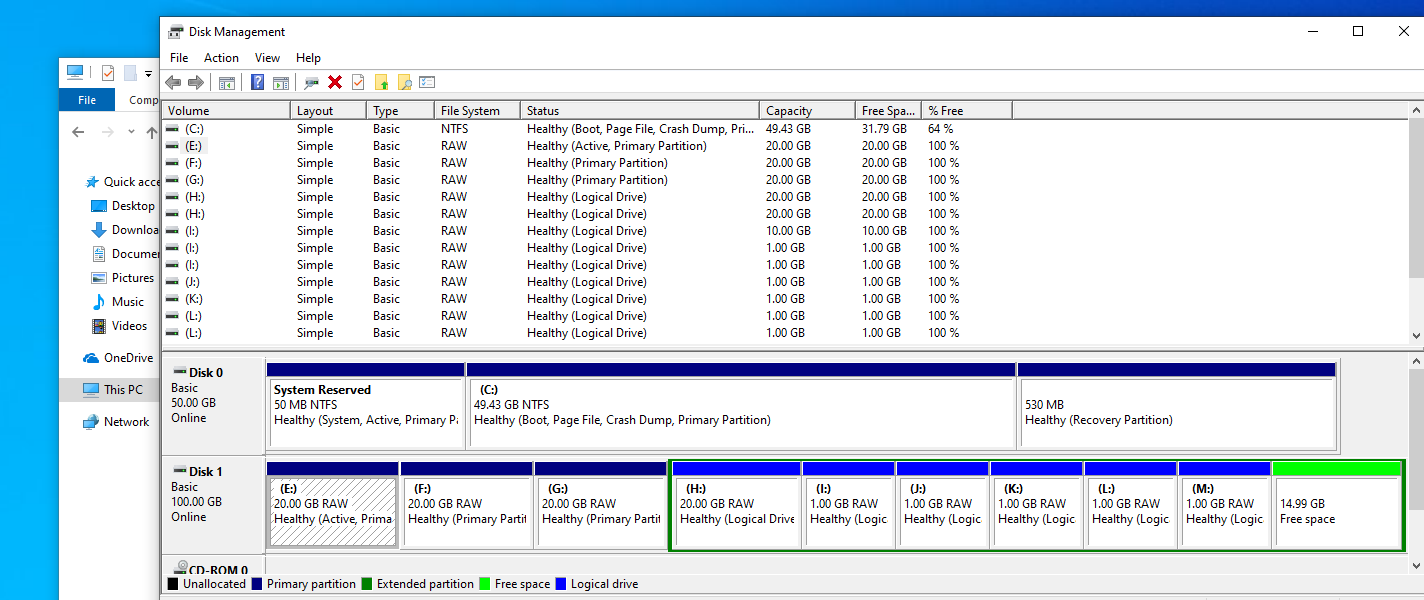 Disk Management
File Action View Help
File Comp
Quick acce
Desktop
Downloa
Documen
Pictures
Music
Videos
OneDrive
This PC
Network
Volume Layout Type File System Status Capacity Free Spa... % Free
(C:) Simple Basic NTFS Healthy (Boot, Page File, Crash Dump, Pri... 49.43 GB 31.79 GB 64 %
(E:) Simple Basic RAW Healthy (Active, Primary Partition) 20.00 GB 20.00 GB 100 %
(F:) Simple Basic RAW Healthy (Primary Partition) 20.00 GB 20.00 GB 100 %
(G:) Simple Basic RAW Healthy (Primary Partition) 20.00 GB 20.00 GB 100 %
(H:) Simple Basic RAW Healthy (Logical Drive) 20.00 GB 20.00 GB 100 %
(H:) Simple Basic RAW Healthy (Logical Drive) 20.00 GB 20.00 GB 100 %
(I:) Simple Basic RAW Healthy (Logical Drive) 10.00 GB 10.00 GB 100 %
(I:) Simple Basic RAW Healthy (Logical Drive) 1.00 GB 1.00 GB 100 %
(I:) Simple Basic RAW Healthy (Logical Drive) 1.00 GB 1.00 GB 100 %
(J:) Simple Basic RAW Healthy (Logical Drive) 1.00 GB 1.00 GB 100 %
(K:) Simple Basic RAW Healthy (Logical Drive) 1.00 GB 1.00 GB 100 %
(L:) Simple Basic RAW Healthy (Logical Drive) 1.00 GB 1.00 GB 100 %
(L:) Simple Basic RAW Healthy (Logical Drive) 1.00 GB 1.00 GB 100 %
Disk 0
Basic
50.00 GB
Online
System Reserved
50 MB NTFS
Healthy (System, Active, Primary Pa
(C:)
49.43 GB NTFS
Healthy (Boot, Page File, Crash Dump, Primary Partition)
530 MB
Healthy (Recovery Partition)
Disk 1
Basic
100.00 GB
Online
(E:)
20.00 GB RAW
Healthy (Active, Prima
(F:)
20.00 GB RAW
Healthy (Primary Partit
(G:)
20.00 GB RAW
Healthy (Primary Partit
(H:)
20.00 GB RAW
Healthy (Logical Drive
(I:)
1.00 GB RAW
Healthy (Logic
(J:)
1.00 GB RAW
Healthy (Logic
(K:)
1.00 GB RAW
Healthy (Logic
(L:)
1.00 GB RAW
Healthy (Logic
(M:)
1.00 GB RAW
Healthy (Logic
14.99 GB
Free space
CD-ROM 0
Unallocated Primary partition Extended partition Free space Logical drive